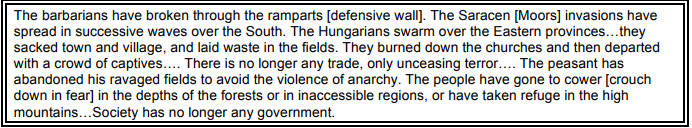 The barbarians have broken through the ramparts [defensive wall]. The Saracen [Moors] invasions have
spread in successive waves over the South. The Hungarians swarm over the Eastern provinces…they
sacked town and village, and laid waste in the fields. They burned down the churches and then departed
with a crowd of captives…. There is no longer any trade, only unceasing terror…. The peasant has
abandoned his ravaged fields to avoid the violence of anarchy. The people have gone to cower [crouch
down in fear] in the depths of the forests or in inaccessible regions, or have taken refuge in the high
mountains…Society has no longer any government.